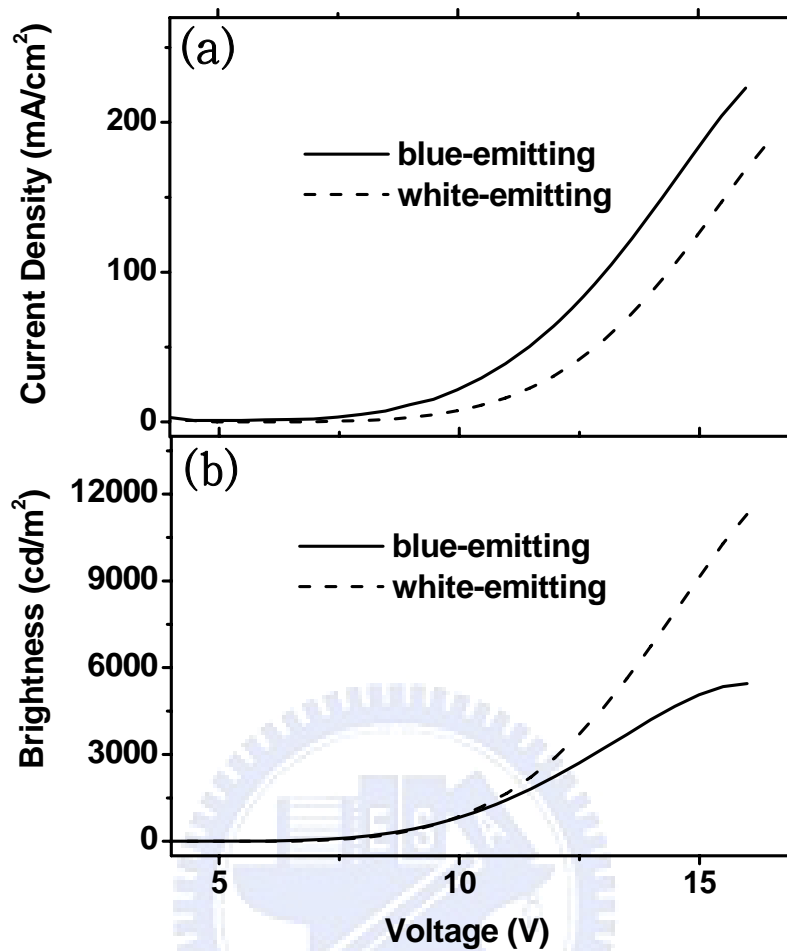 (a)
Current Density (mA/cm²)
200
100
0
blue-emitting
white-emitting
(b)
Brightness (cd/m²)
12000
9000
6000
3000
0
blue-emitting
white-emitting
5 10 15
Voltage (V)